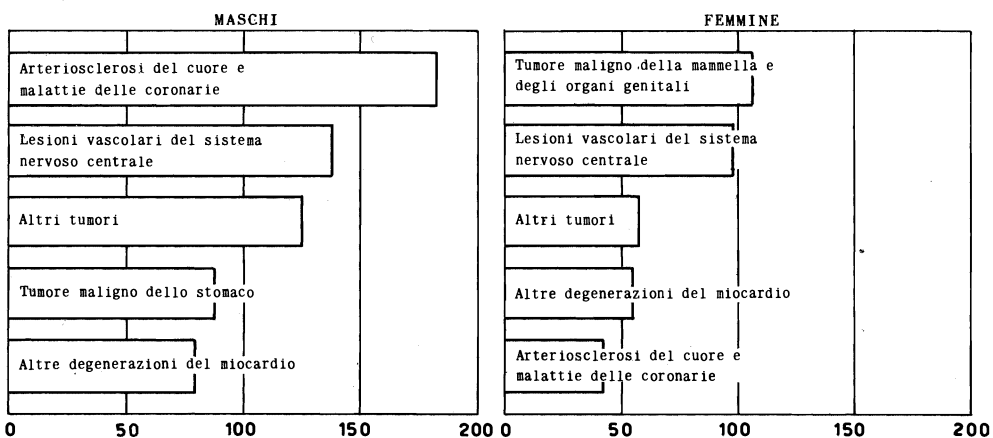 MASCHI
Arteriosclerosi del cuore e
malattie delle coronarie
Lesioni vascolari del sistema
nervoso centrale
Altri tumori
Tumore maligno dello stomaco
Altre degenerazioni del miocardio
0 50 100 150 200
FEMMINE
Tumore maligno della mammella e
degli organi genitali
Lesioni vascolari del sistema
nervoso centrale
Altri tumori
Altre degenerazioni del miocardio
Arteriosclerosi del cuore e
malattie delle coronarie
0 50 100 150 200